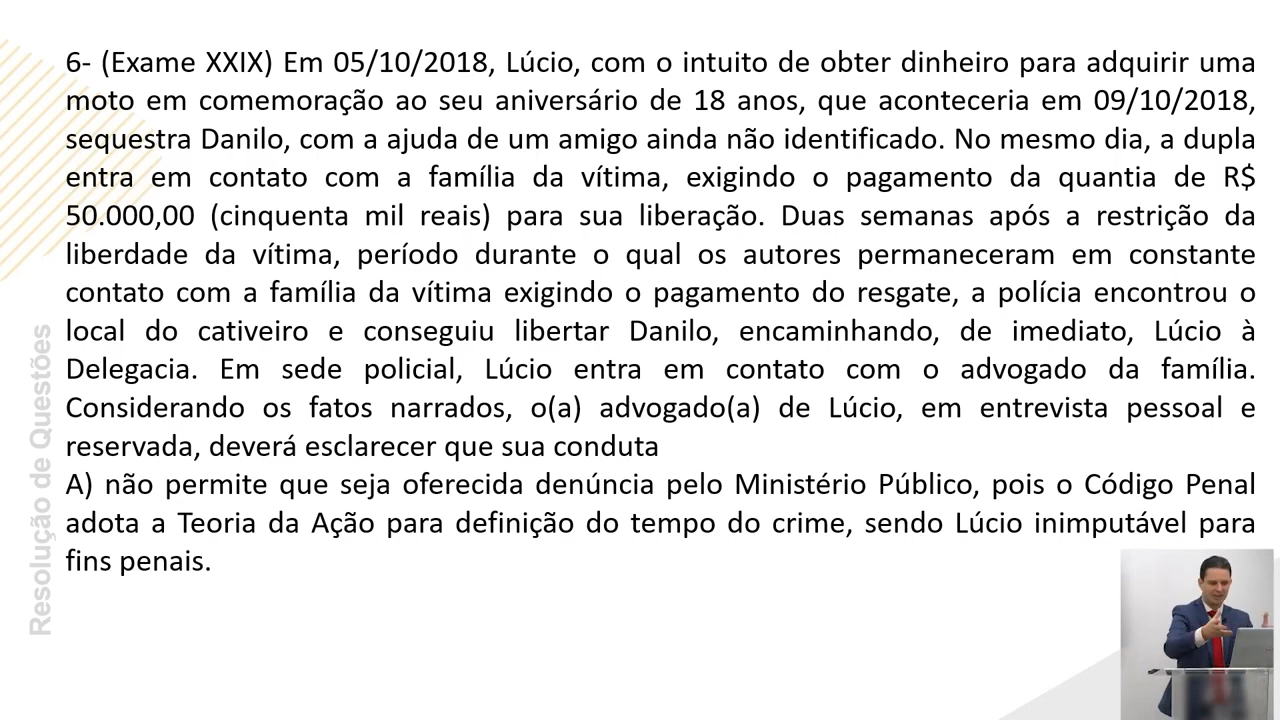 6- (Exame XXIX) Em 05/10/2018, Lúcio, com o intuito de obter dinheiro para adquirir uma
moto em comemoração ao seu aniversário de 18 anos, que aconteceria em 09/10/2018,
sequestra Danilo, com a ajuda de um amigo ainda não identificado. No mesmo dia, a dupla
entra em contato com a família da vítima, exigindo o pagamento da quantia de R$
50.000,00 (cinquenta mil reais) para sua liberação. Duas semanas após a restrição da
liberdade da vítima, período durante o qual os autores permaneceram em constante
contato com a família da vítima exigindo o pagamento do resgate, a polícia encontrou o
local do cativeiro e conseguiu libertar Danilo, encaminhando, de imediato, Lúcio à
Delegacia. Em sede policial, Lúcio entra em contato com o advogado da família.
Considerando os fatos narrados, o(a) advogado(a) de Lúcio, em entrevista pessoal e
reservada, deverá esclarecer que sua conduta
A) não permite que seja oferecida denúncia pelo Ministério Público, pois o Código Penal
adota a Teoria da Ação para definição do tempo do crime, sendo Lúcio inimputável para
fins penais.
Resolução de Questões